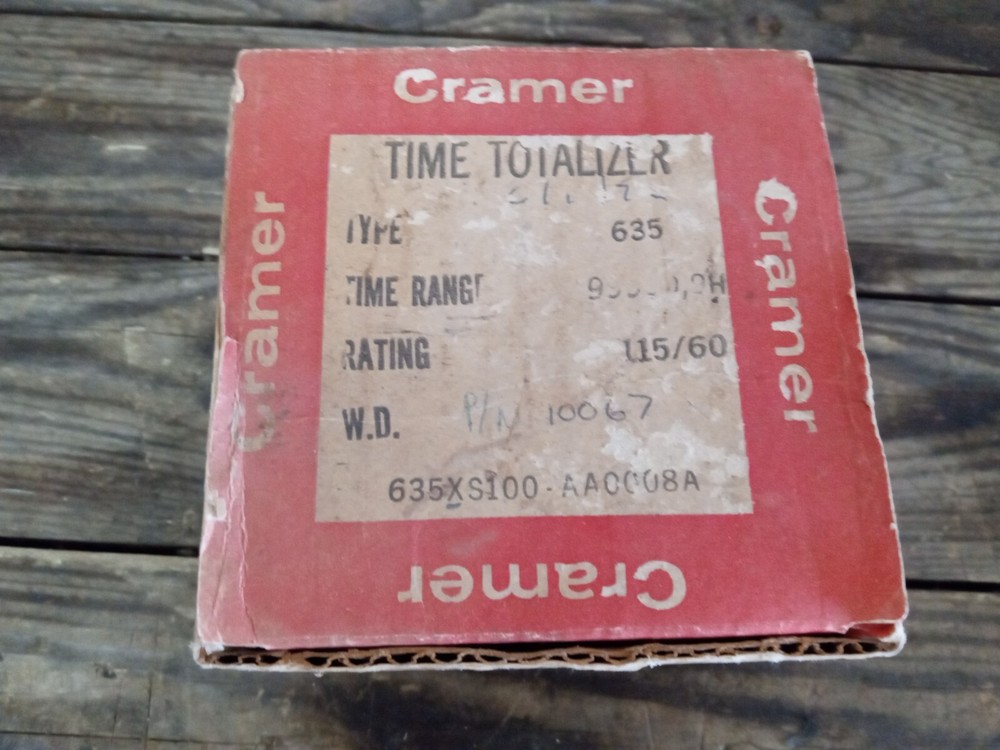 Cramer
TIME TOTALIZER
TYPE 635
TIME RANGE
RATING 115/60
W.D. P/N 10067
635XS100-AA0008A
Cramer
Cramer
Cramer